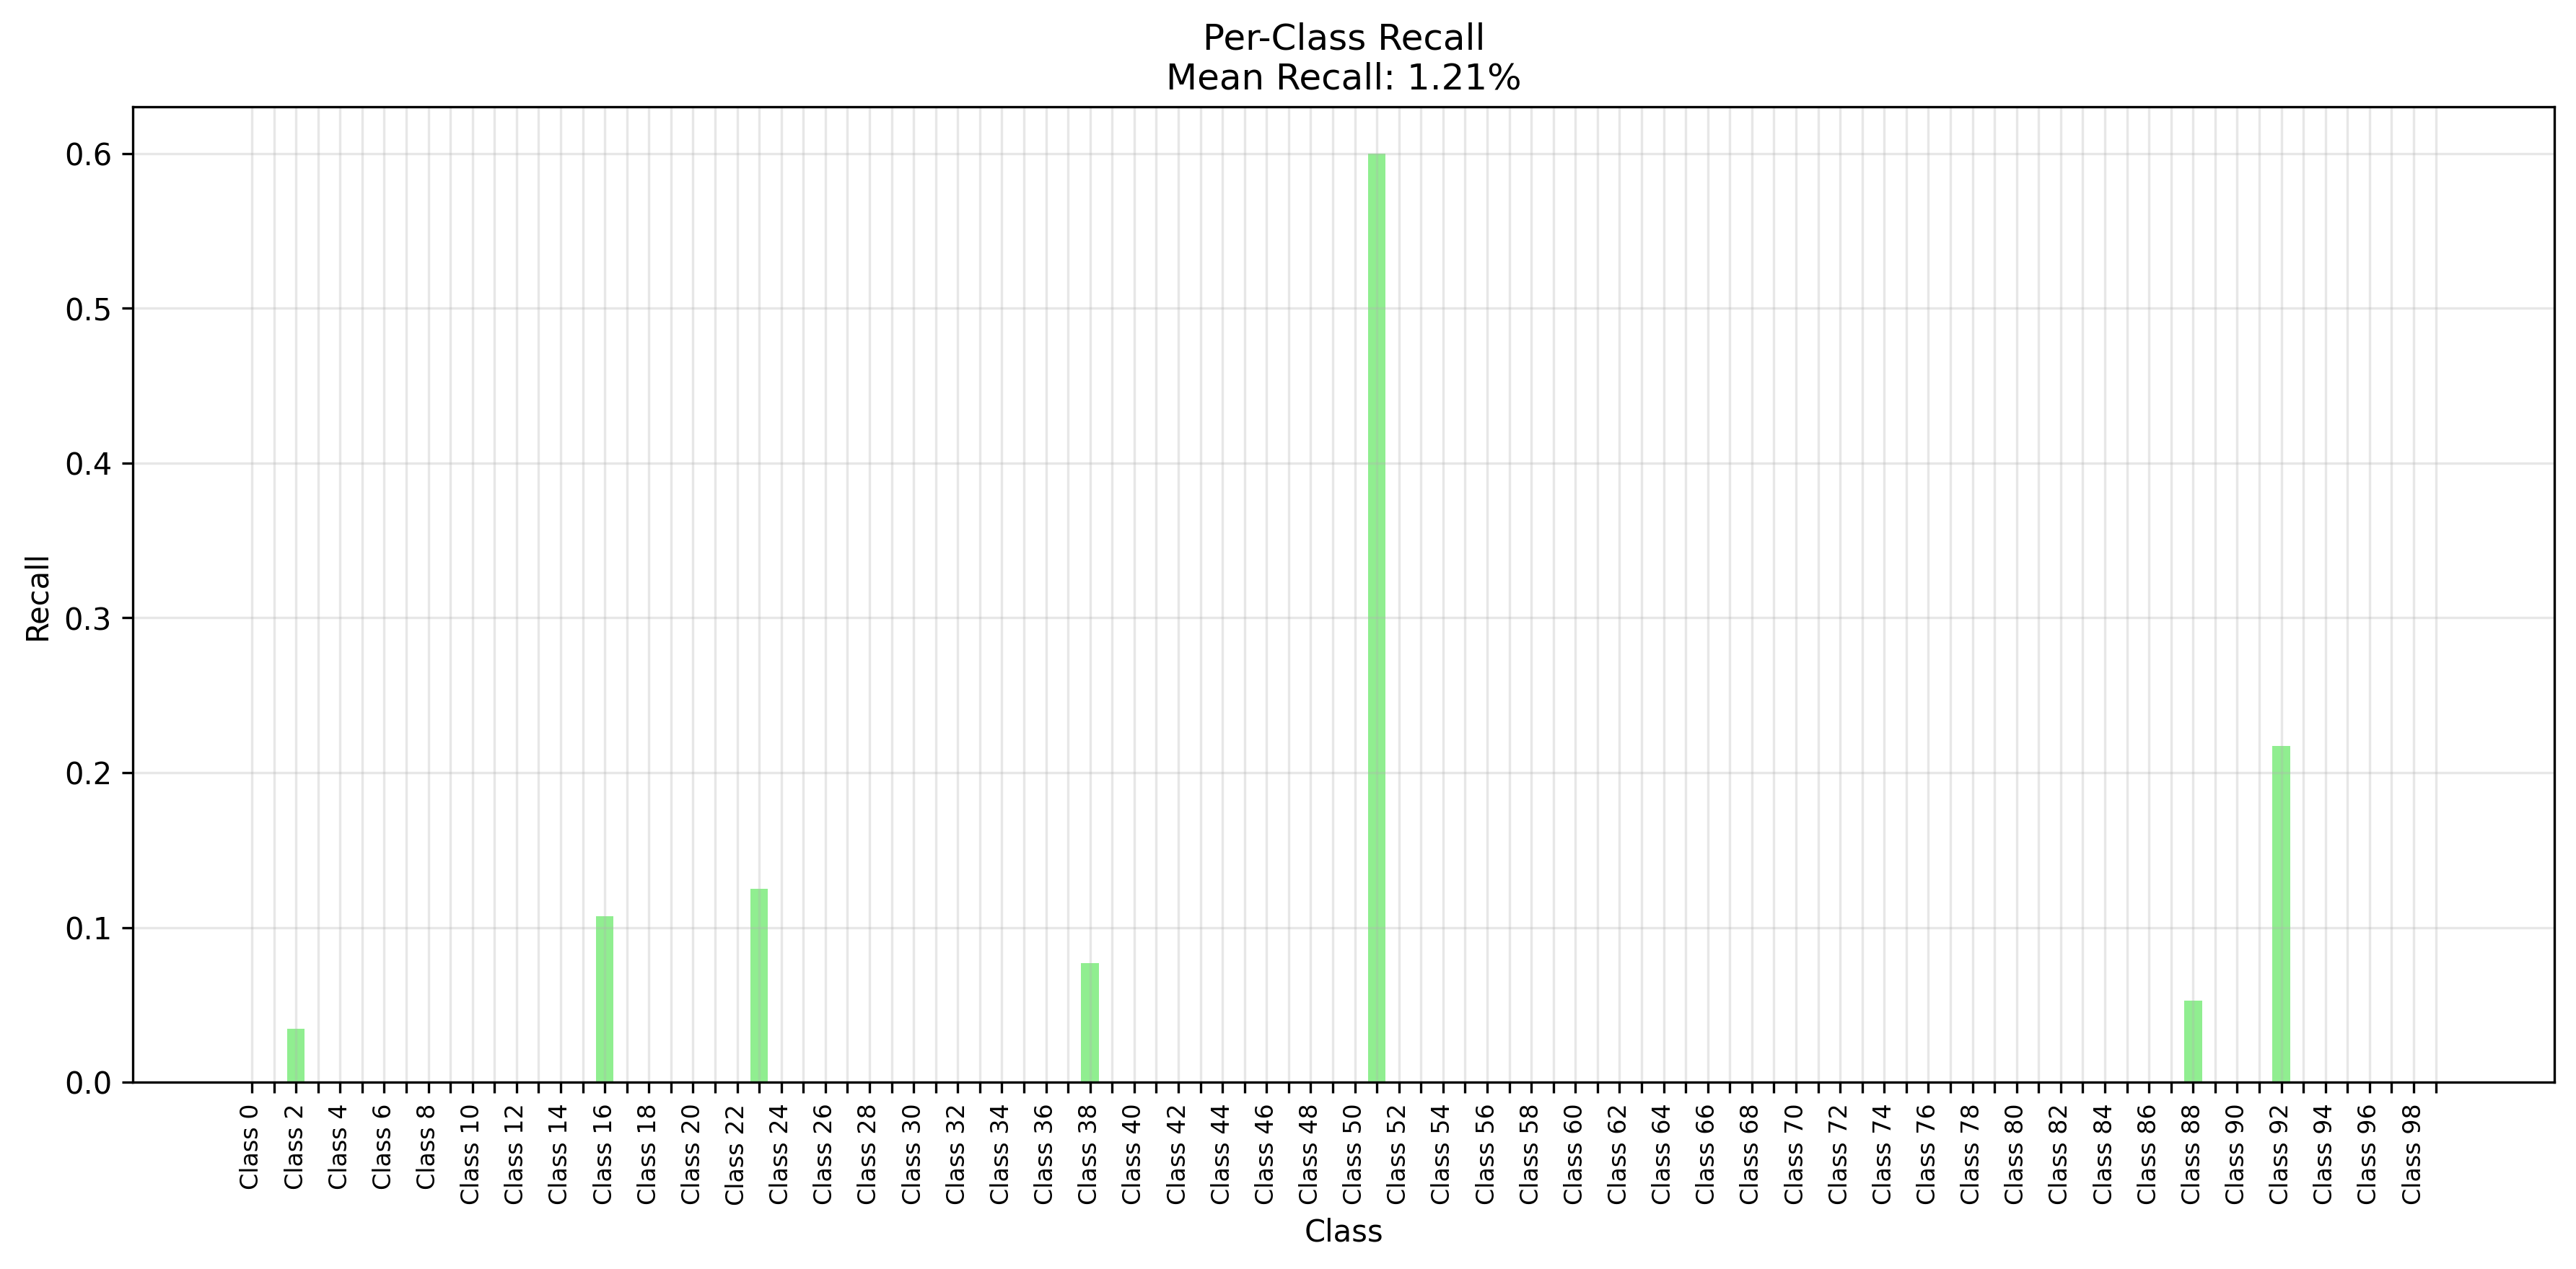 Per-Class Recall
Mean Recall: 1.21%
Recall
0.6
0.5
0.4
0.3
0.2
0.1
0.0
Class 0
Class 2
Class 4
Class 6
Class 8
Class 10
Class 12
Class 14
Class 16
Class 18
Class 20
Class 22
Class 24
Class 26
Class 28
Class 30
Class 32
Class 34
Class 36
Class 38
Class 40
Class 42
Class 44
Class 46
Class 48
Class 50
Class 52
Class 54
Class 56
Class 58
Class 60
Class 62
Class 64
Class 66
Class 68
Class 70
Class 72
Class 74
Class 76
Class 78
Class 80
Class 82
Class 84
Class 86
Class 88
Class 90
Class 92
Class 94
Class 96
Class 98
Class